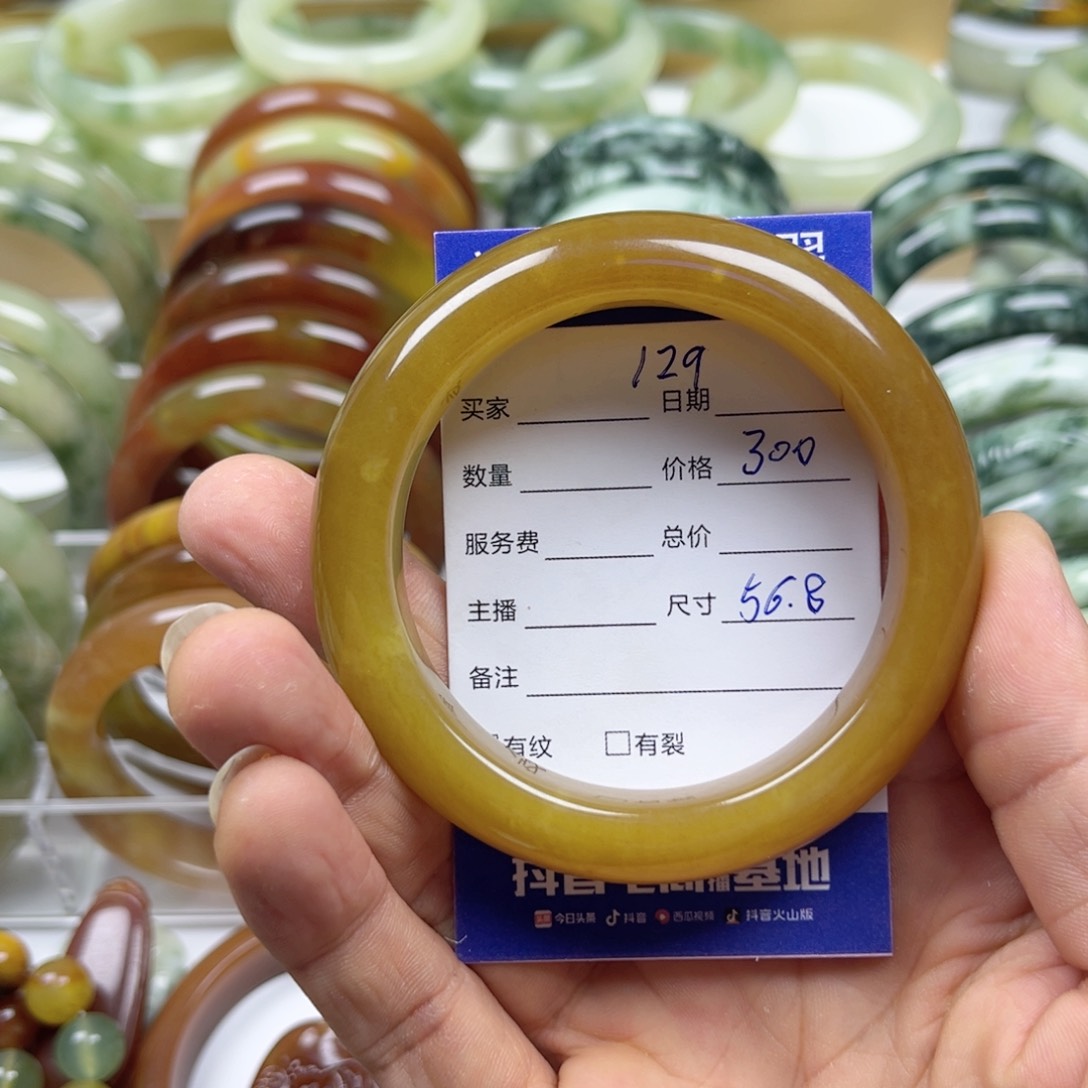 129
买家 日期
数量 价格 300
服务费 总价
主播 尺寸 56.8
备注
有纹 □有裂
基地
今日头条 抖音 西瓜视频 抖音火山版